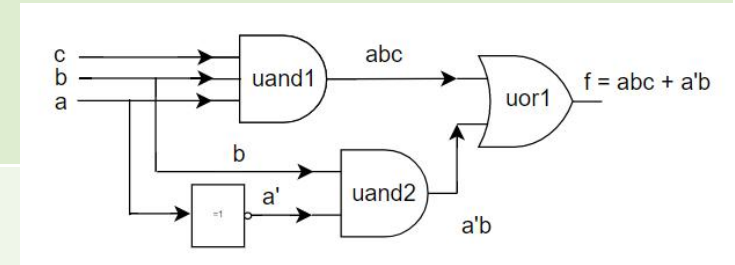 c
b
a
uand1
abc
uor1
f = abc + a'b
b
=1
a'
uand2
a'b